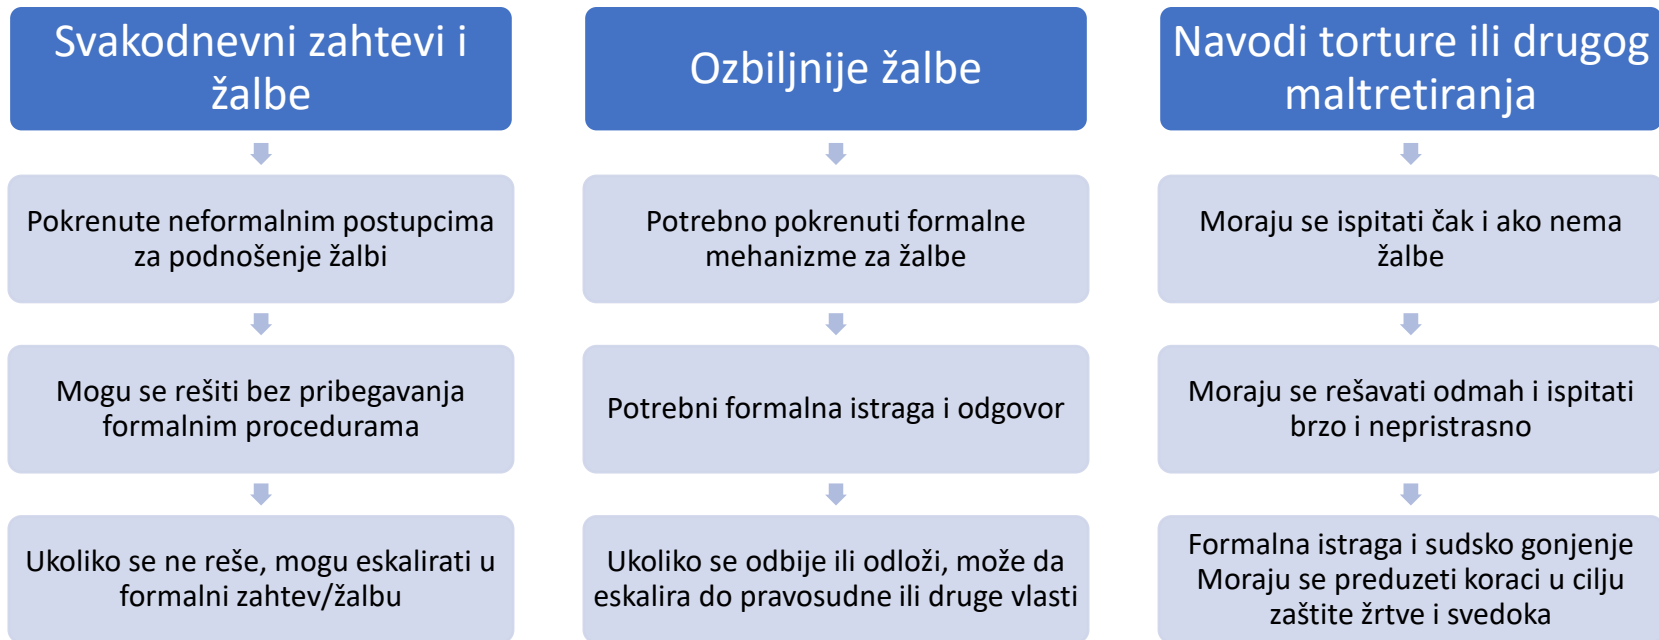 Svakodnevni zahtevi i
žalbe
Pokrenute neformalnim postupcima
za podnošenje žalbi
Mogu se rešiti bez pribegavanja
formalnim procedurama
Ukoliko se ne reše, mogu eskalirati u
formalni zahtev/žalbu
Ozbiljnije žalbe
Potrebno pokrenuti formalne
mehanizme za žalbe
Potrebni formalna istraga i odgovor
Ukoliko se odbije ili odloži, može da
eskalira do pravosudne ili druge vlasti
Navodi torture ili drugog
maltretiranja
Moraju se ispitati čak i ako nema
žalbe
Moraju se rešavati odmah i ispitati
brzo i nepristrasno
Formalna istraga i sudsko gonjenje
Moraju se preduzeti koraci u cilju
zaštite žrtve i svedoka